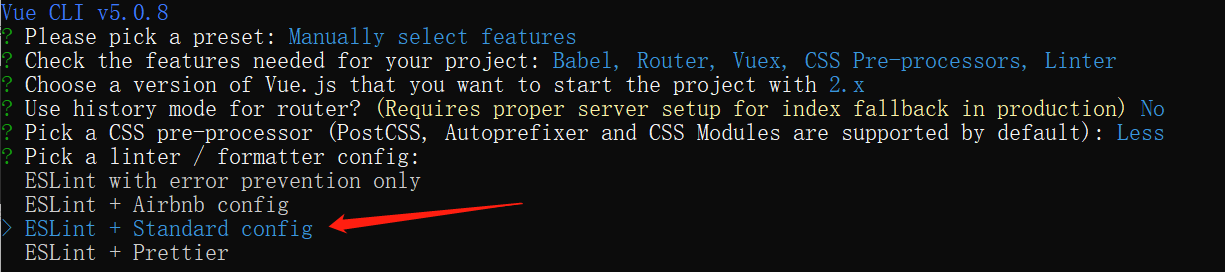 Vue CLI v5.0.8
? Please pick a preset: Manually select features
? Check the features needed for your project: Babel, Router, Vuex, CSS Pre-processors, Linter
? Choose a version of Vue.js that you want to start the project with 2.x
? Use history mode for router? (Requires proper server setup for index fallback in production) No
? Pick a CSS pre-processor (PostCSS, Autoprefixer and CSS Modules are supported by default): Less
? Pick a linter / formatter config:
ESLint with error prevention only
ESLint + Airbnb config
> ESLint + Standard config
ESLint + Prettier